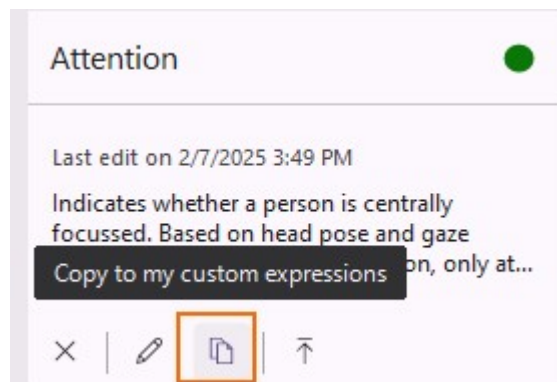 Attention
Last edit on 2/7/2025 3:49 PM
Indicates whether a person is centrally
focussed. Based on head pose and gaze
Copy to my custom expressions
on, only at...